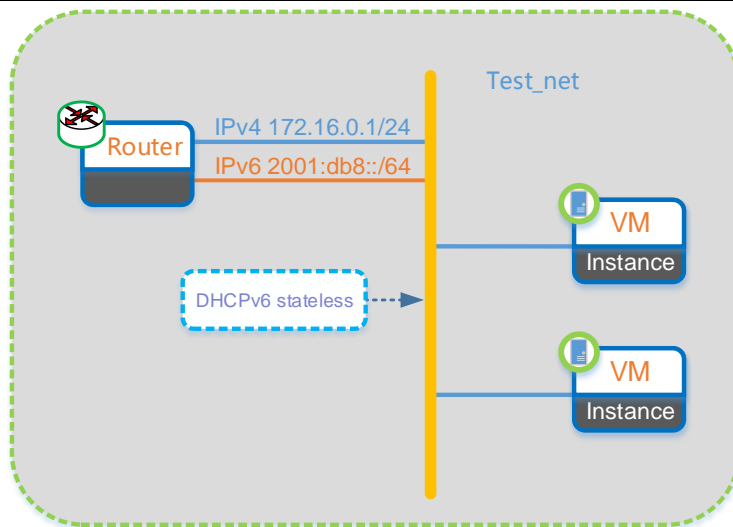 Test_net
IPv4 172.16.0.1/24
Router
IPv6 2001:db8::/64
VM
Instance
DHCPv6 stateless
VM
Instance